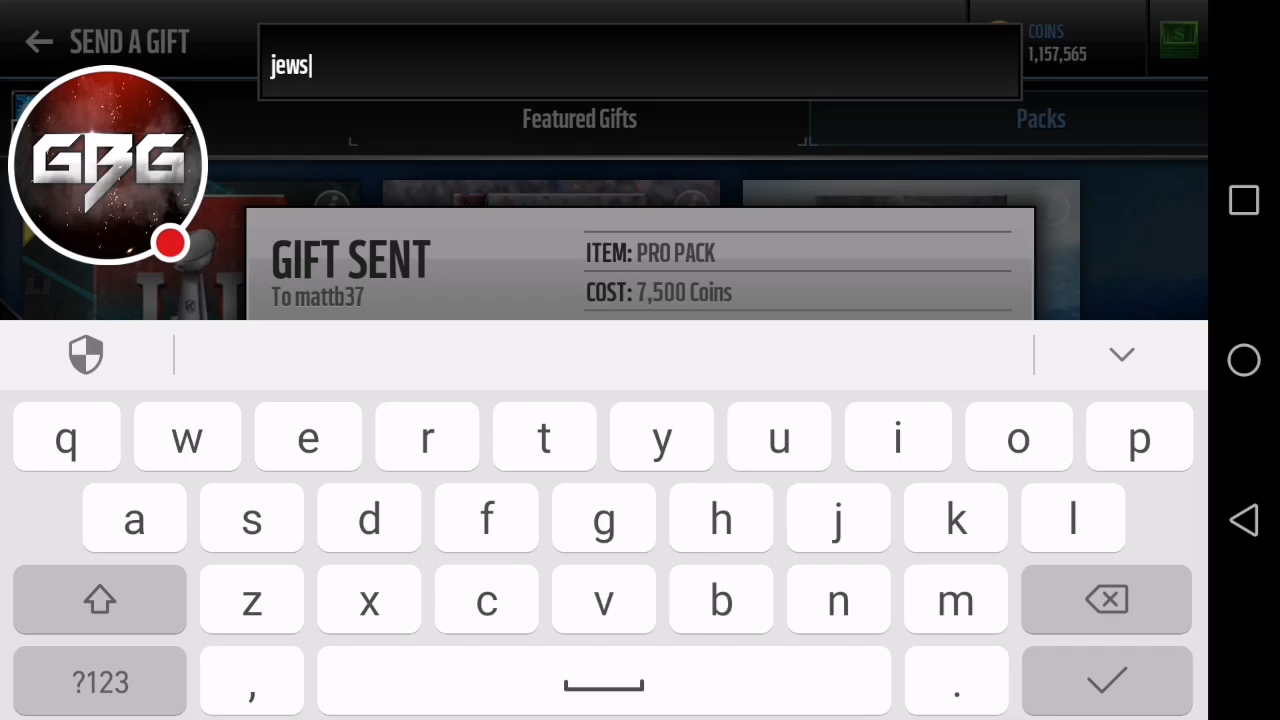 SEND A GIFT
jews
COINS
1,157,565
Featured Gifts
Packs
GBG
GIFT SENT
To mattb37
ITEM: PRO PACK
COST: 7,500 Coins
q w e r t y u i o p
a s d f g h j k l
z x c v b n m
?123 , .